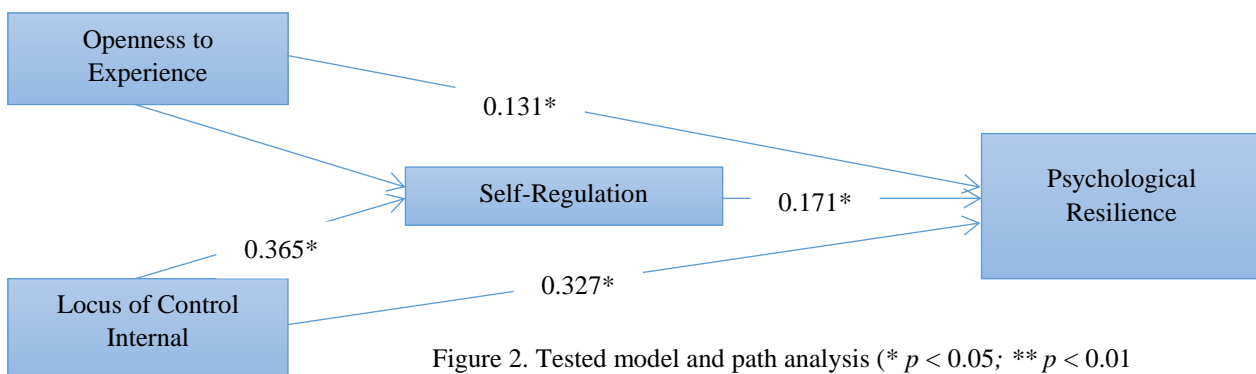 Openness to
Experience
0.131*
Self-Regulation
0.171*
Psychological
Resilience
0.365*
0.327*
Locus of Control
Internal
Figure 2. Tested model and path analysis (* p < 0.05; ** p < 0.01